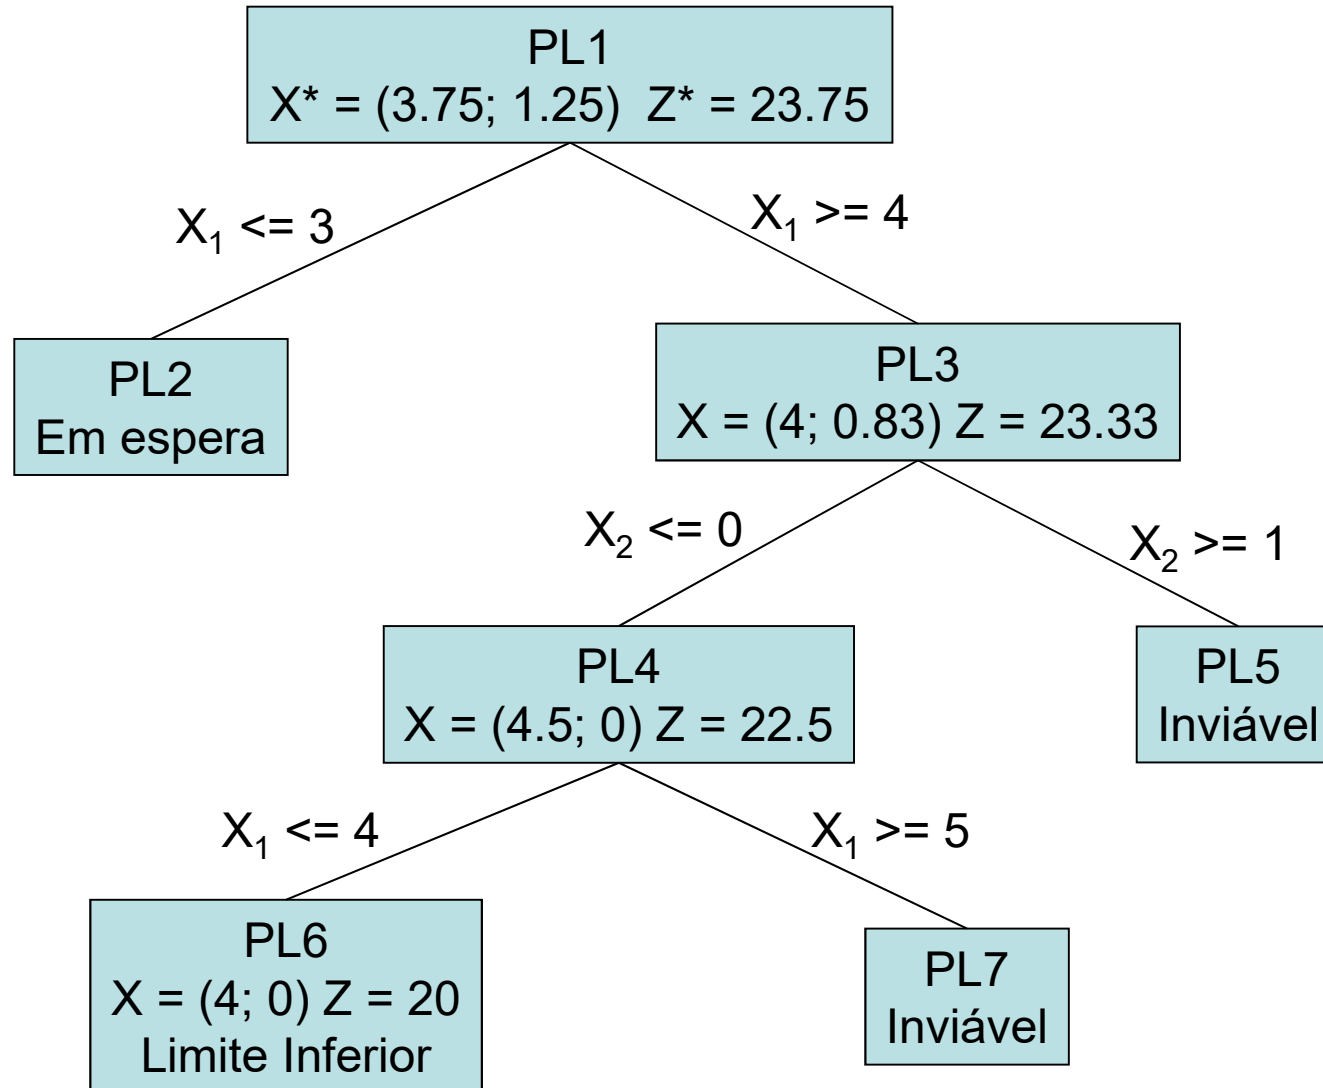 PL1
X* = (3.75; 1.25) Z* = 23.75
X₁ <= 3
X₁ >= 4
PL2
Em espera
PL3
X = (4; 0.83) Z = 23.33
X₂ <= 0
X₂ >= 1
PL4
X = (4.5; 0) Z = 22.5
PL5
Inviável
X₁ <= 4
X₁ >= 5
PL6
X = (4; 0) Z = 20
Limite Inferior
PL7
Inviável